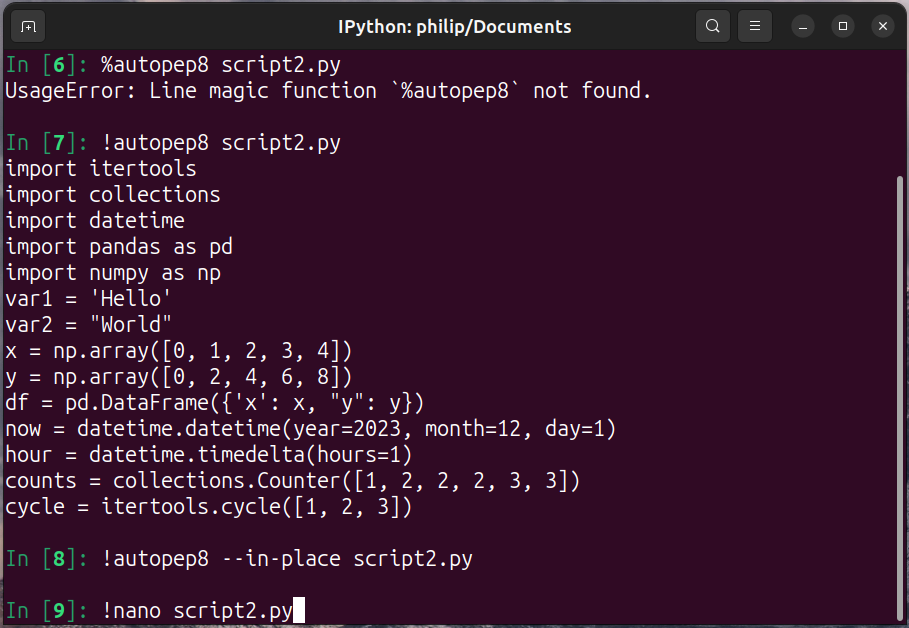 IPython: philip/Documents
In [6]: %autopep8 script2.py
UsageError: Line magic function `%autopep8` not found.
In [7]: !autopep8 script2.py
import itertools
import collections
import datetime
import pandas as pd
import numpy as np
var1 = 'Hello'
var2 = "World"
x = np.array([0, 1, 2, 3, 4])
y = np.array([0, 2, 4, 6, 8])
df = pd.DataFrame({'x': x, "y": y})
now = datetime.datetime(year=2023, month=12, day=1)
hour = datetime.timedelta(hours=1)
counts = collections.Counter([1, 2, 2, 2, 3, 3])
cycle = itertools.cycle([1, 2, 3])
In [8]: !autopep8 --in-place script2.py
In [9]: !nano script2.py